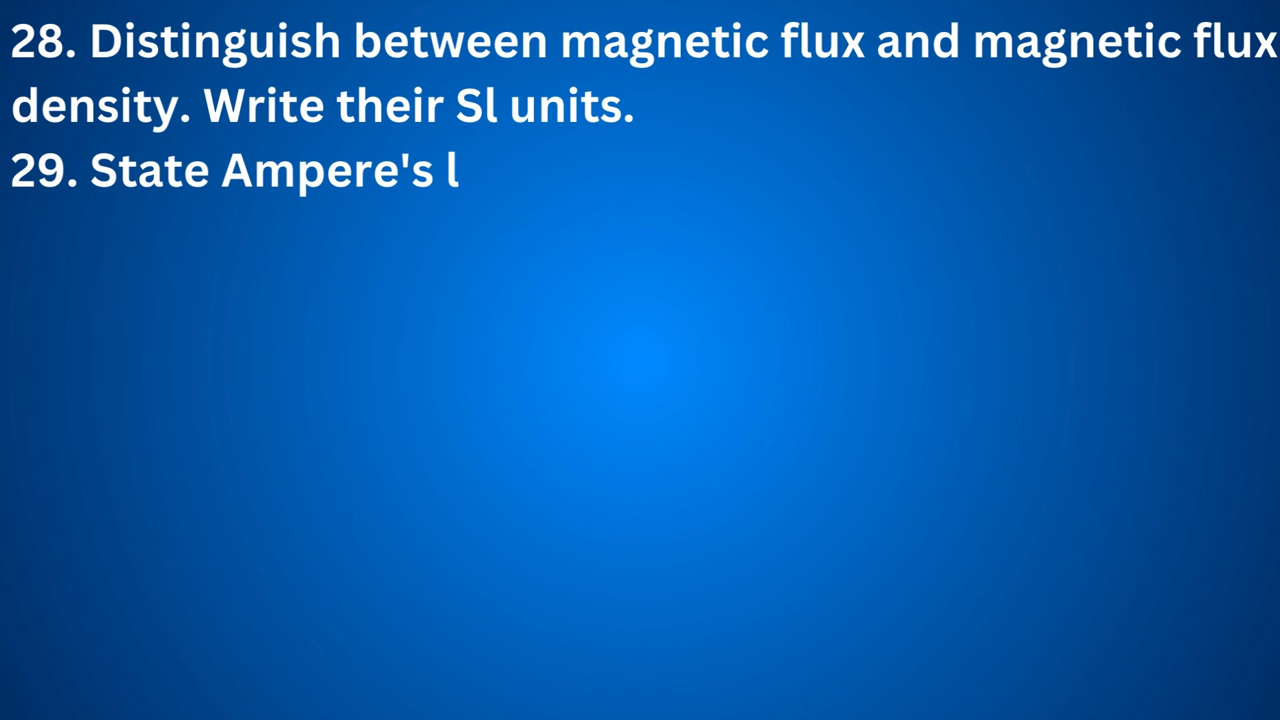 28. Distinguish between magnetic flux and magnetic flux
density. Write their Sl units.
29. State Ampere's l